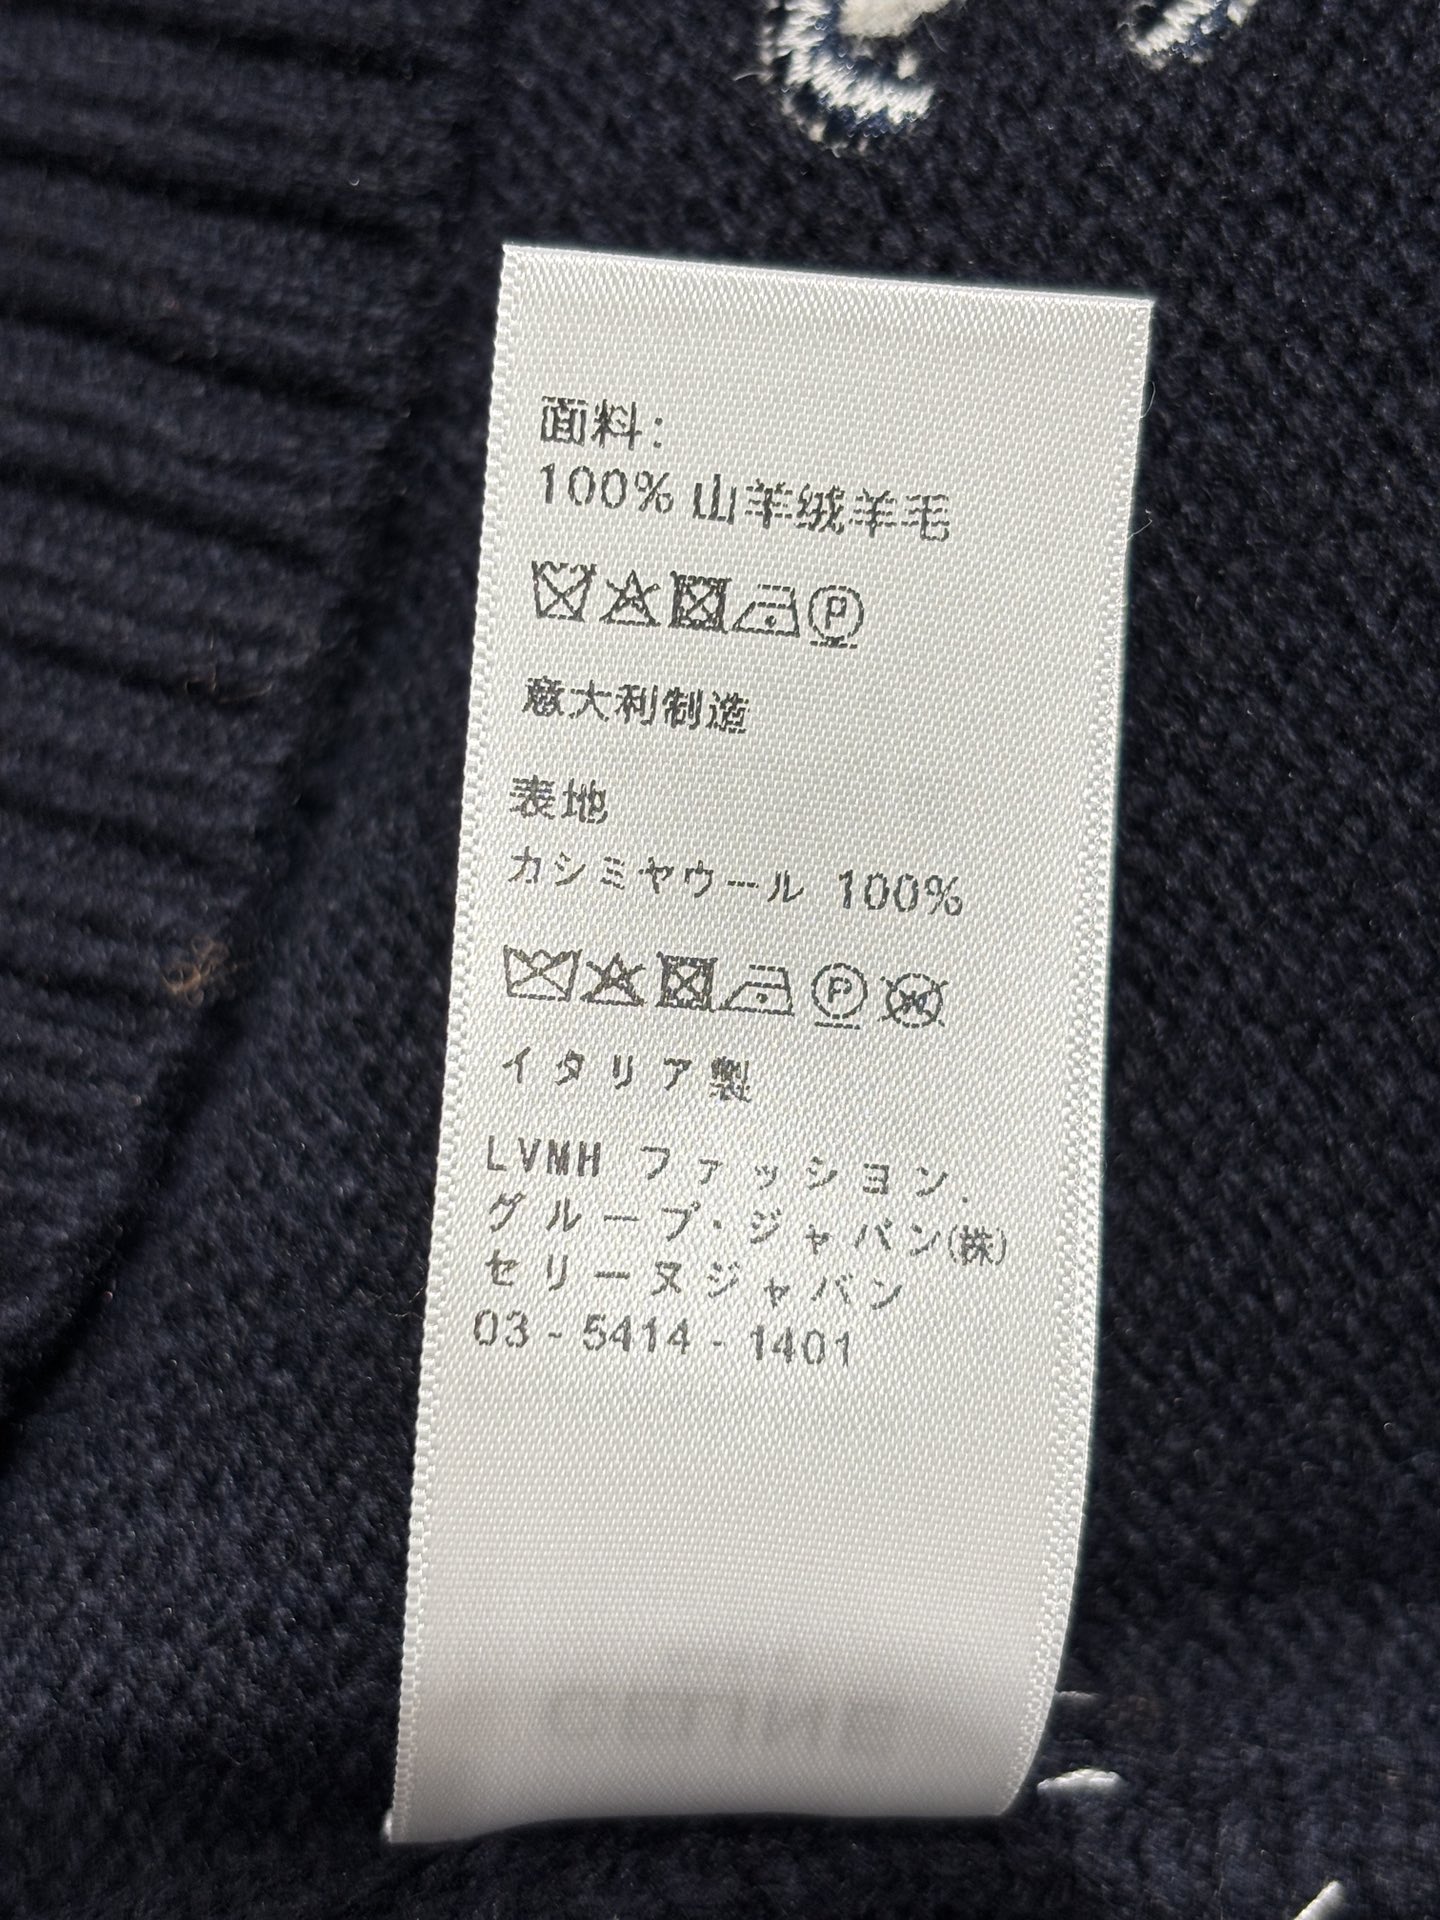 面料:
100% 山羊绒羊毛
P
意大利制造
表地
カシミヤウール 100%
P W
イタリア製
LVMH ファッション.
グループ・ジャパン(株)
セリーヌジャパン
03-5414-1401